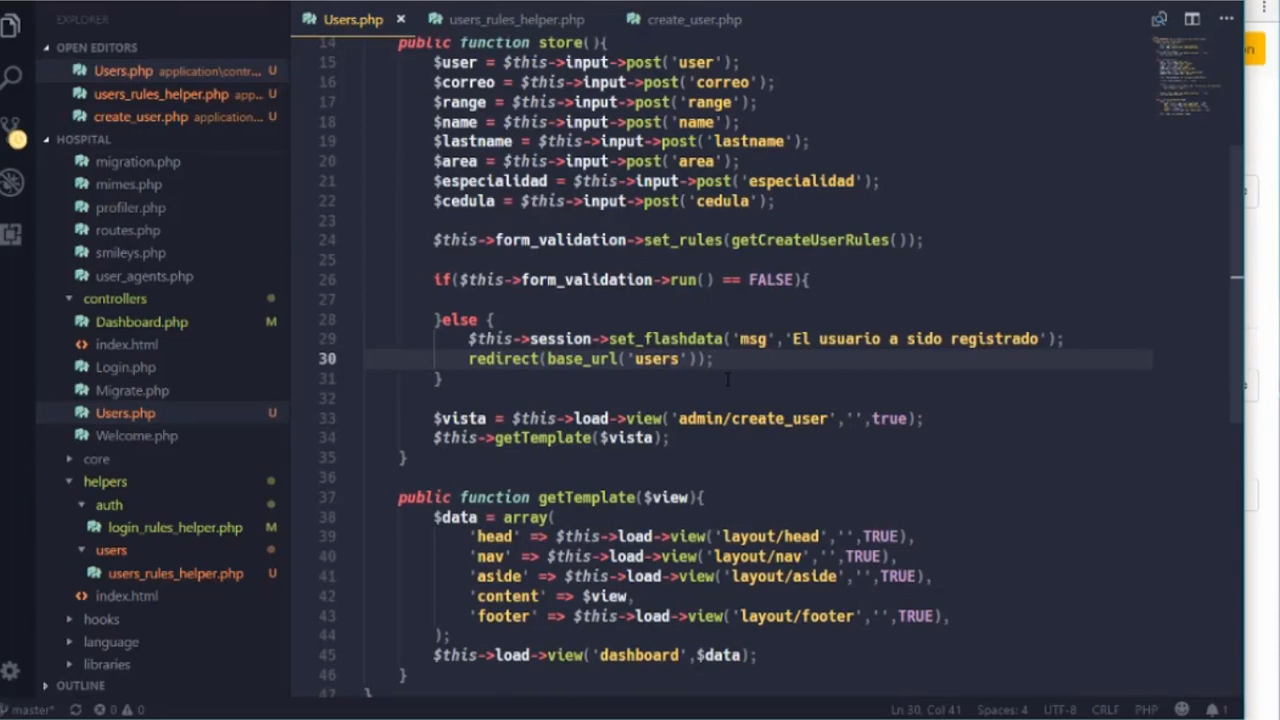 EXPLORER
OPEN EDITORS
Users.php application\contr... U
users_rules_helper.php app... U
create_user.php application... U
HOSPITAL
migration.php
mimes.php
profiler.php
routes.php
smileys.php
user_agents.php
controllers
Dashboard.php M
index.html
Login.php
Migrate.php
Users.php U
Welcome.php
core
helpers
auth
login_rules_helper.php M
users
users_rules_helper.php U
index.html
hooks
language
libraries
OUTLINE
Users.php × users_rules_helper.php create_user.php
14 public function store(){
15 $user = $this->input->post('user');
16 $correo = $this->input->post('correo');
17 $range = $this->input->post('range');
18 $name = $this->input->post('name');
19 $lastname = $this->input->post('lastname');
20 $area = $this->input->post('area');
21 $especialidad = $this->input->post('especialidad');
22 $cedula = $this->input->post('cedula');
23
24 $this->form_validation->set_rules(getCreateUserRules());
25
26 if($this->form_validation->run() == FALSE){
27
28 }else {
29 $this->session->set_flashdata('msg','El usuario a sido registrado');
30 redirect(base_url('users'));
31 }
32
33 $vista = $this->load->view('admin/create_user','',true);
34 $this->getTemplate($vista);
35 }
36
37 public function getTemplate($view){
38 $data = array(
39 'head' => $this->load->view('layout/head','',TRUE),
40 'nav' => $this->load->view('layout/nav','',TRUE),
41 'aside' => $this->load->view('layout/aside','',TRUE),
42 'content' => $view,
43 'footer' => $this->load->view('layout/footer','',TRUE),
44 );
45 $this->load->view('dashboard',$data);
46 }
47 }
master* 0 0 Ln 30, Col 41 Spaces: 4 UTF-8 CRLF PHP 1